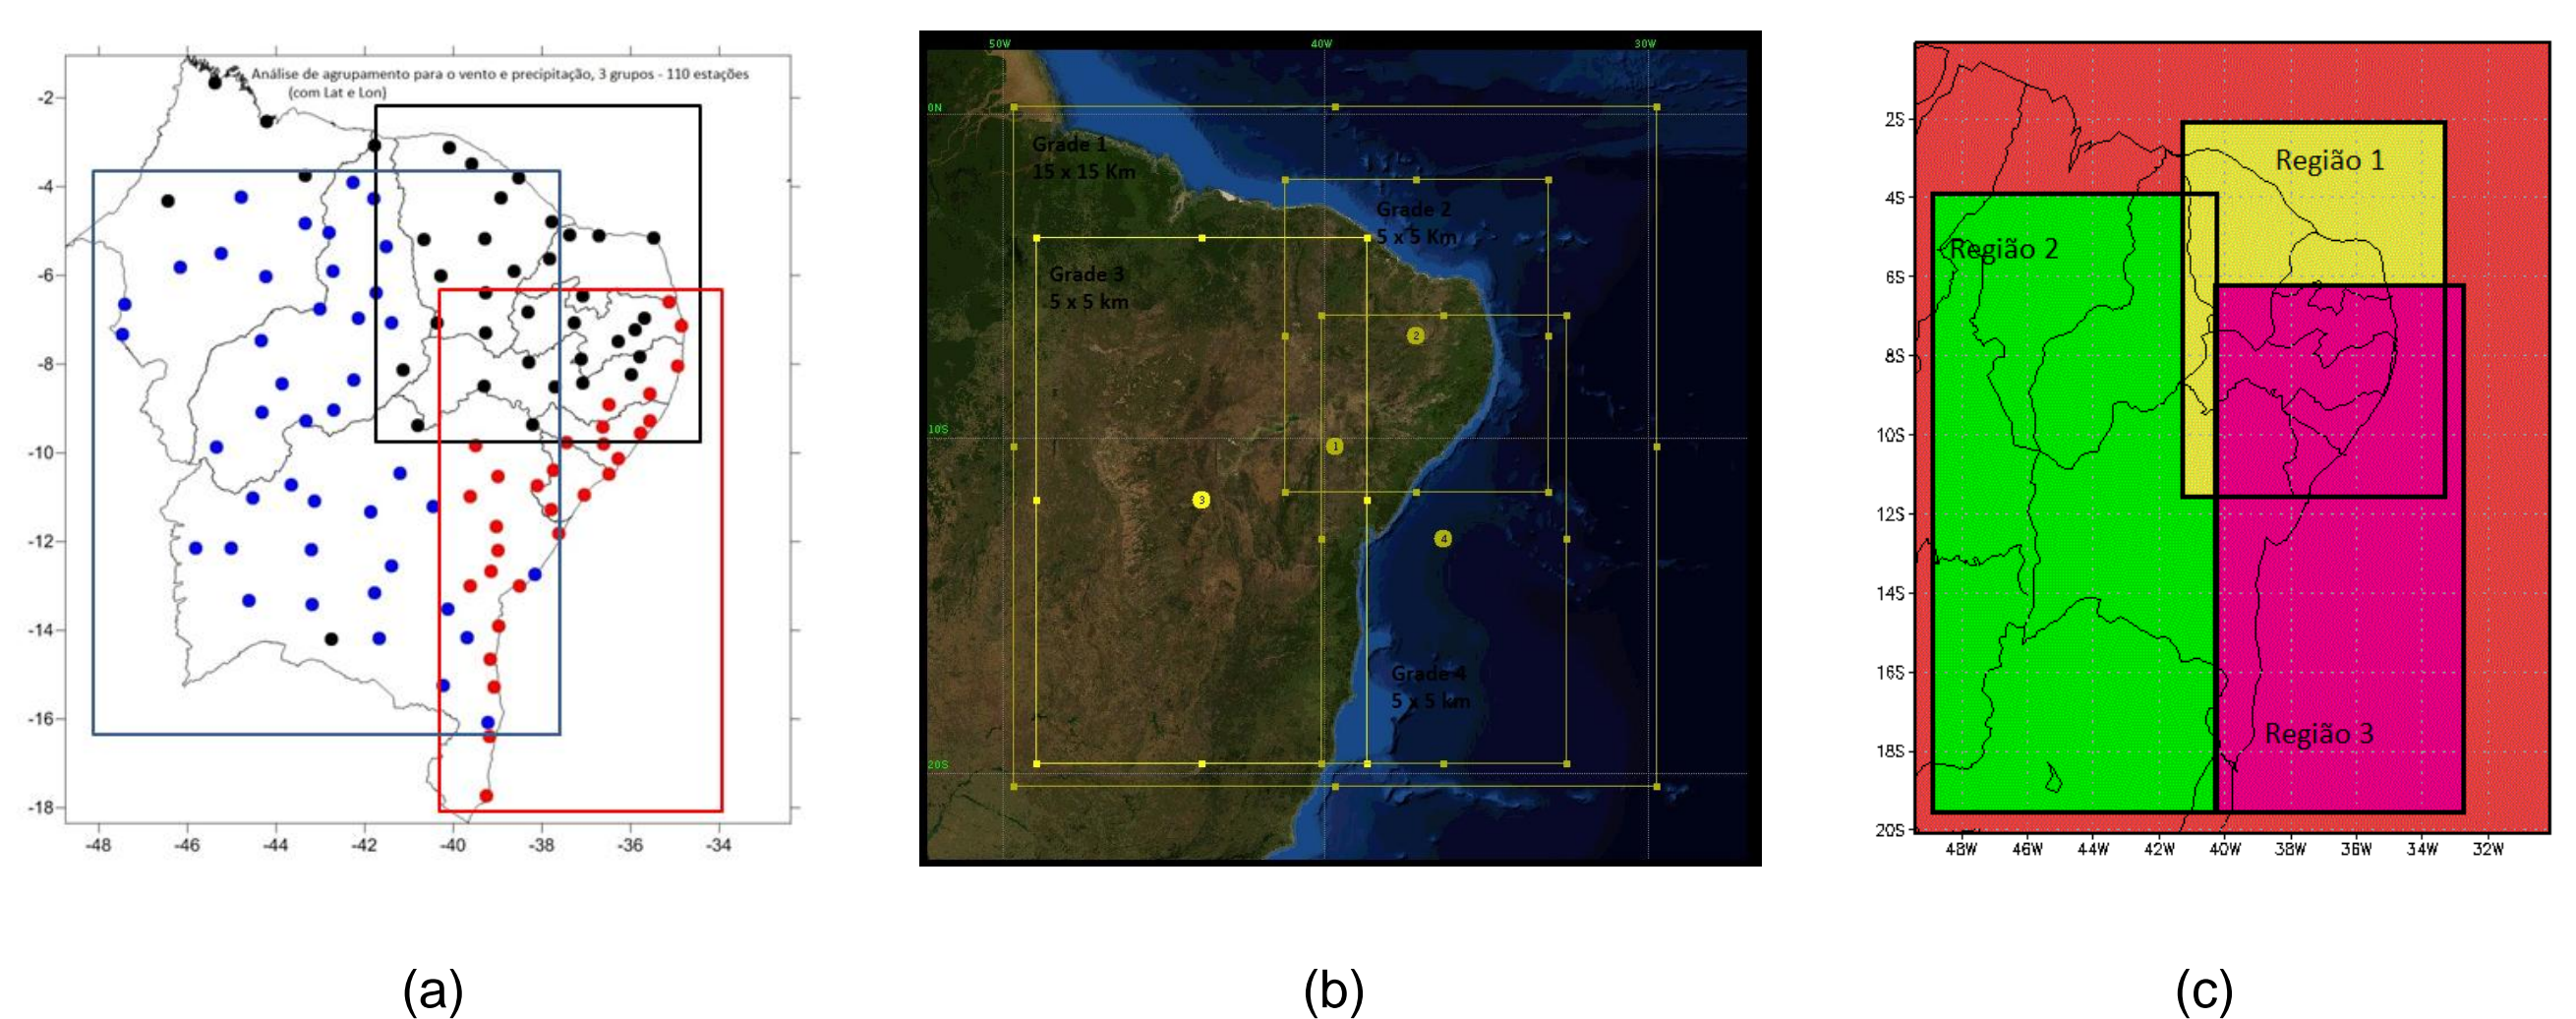 Análise de agrupamento para o vento e precipitação, 3 grupos - 110 estações
(com Lat e Lon)
-2
-4
-6
-8
-10
-12
-14
-16
-18
-48
-46
-44
-42
-40
-38
-36
-34
(a)
50W
40W
30W
0N
10S
20S
Grade 1
15 x 15 Km
Grade 2
5 x 5 Km
Grade 3
5 x 5 km
2
1
3
4
Grade 4
5 x 5 km
(b)
2S
4S
6S
8S
10S
12S
14S
16S
18S
20S
Região 1
Região 2
Região 3
48W
46W
44W
42W
40W
38W
36W
34W
32W
(c)